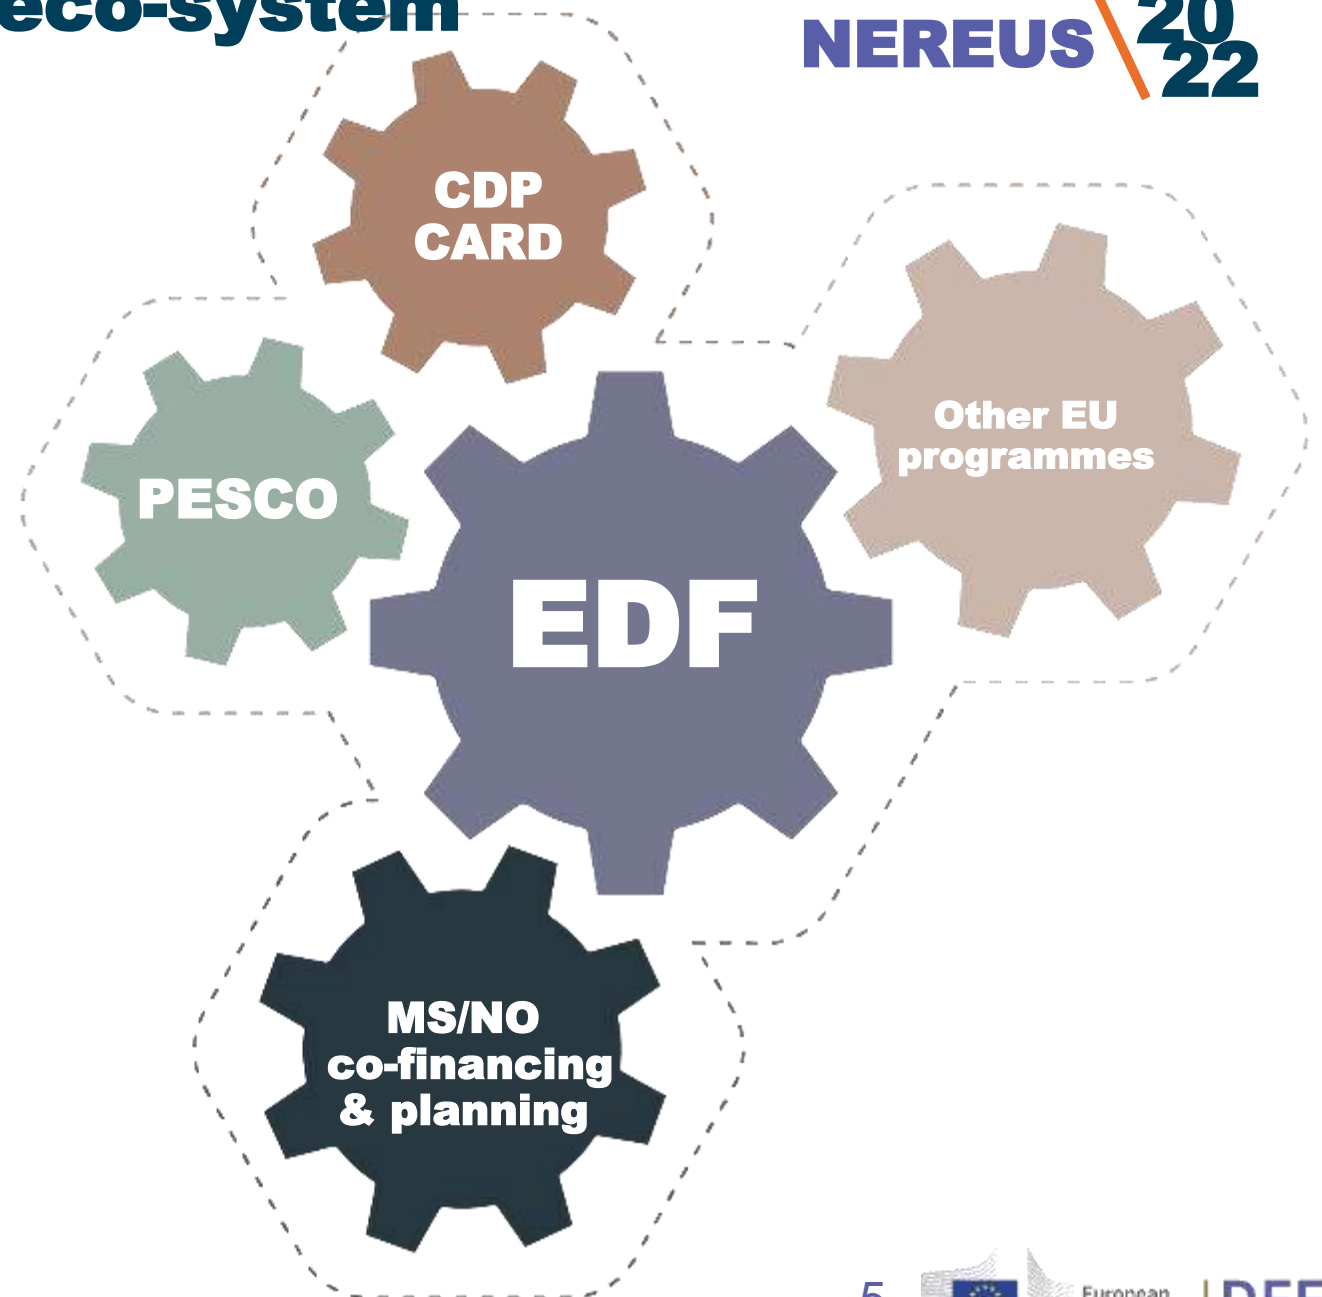 eco-system
NEREUS
20
22
CDP
CARD
Other EU
programmes
PESCO
EDF
MS/NO
co-financing
& planning
5
European